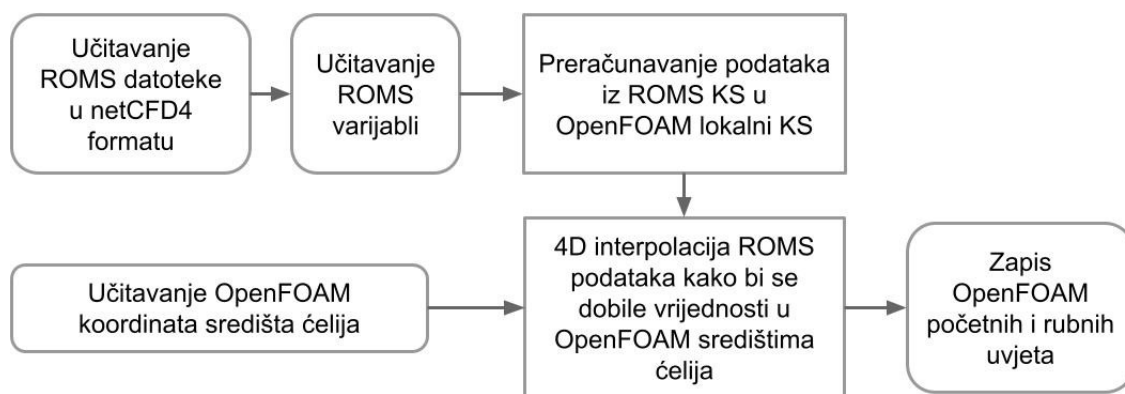 Učitavanje
ROMS datoteke
u netCFD4
formatu
Učitavanje
ROMS
varijabli
Preračunavanje podataka
iz ROMS KS u
OpenFOAM lokalni KS
Učitavanje OpenFOAM
koordinata središta ćelija
4D interpolacija ROMS
podataka kako bi se
dobile vrijednosti u
OpenFOAM središtima
ćelija
Zapis
OpenFOAM
početnih i rubnih
uvjeta